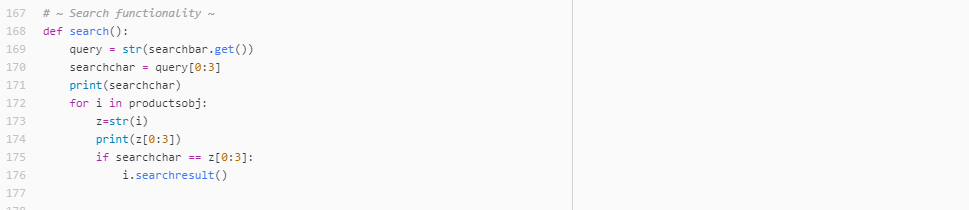 167 # ~ Search functionality ~
168 def search():
169     query = str(searchbar.get())
170     searchchar = query[0:3]
171     print(searchchar)
172     for i in productsobj:
173         z=str(i)
174         print(z[0:3])
175         if searchchar == z[0:3]:
176             i.searchresult()
177